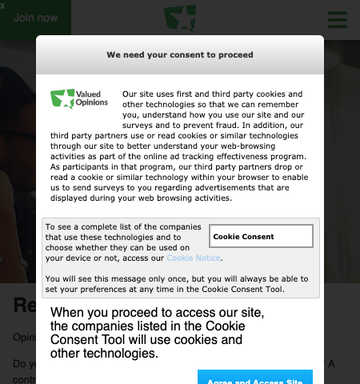 x
Join now
We need your consent to proceed
Valued
Opinions
Our site uses first and third party cookies and
other technologies so that we can remember
you, understand how you use our site and our
surveys and to prevent fraud. In addition, our
third party partners use or read cookies or similar technologies
through our site to better understand your web-browsing
activities as part of the online ad tracking effectiveness program.
As participants in that program, our third party partners drop or
read a cookie or similar technology within your browser to enable
us to send surveys to you regarding advertisements that are
displayed during your web browsing activities.
To see a complete list of the companies
that use these technologies and to
choose whether they can be used on
your device or not, access our Cookie Notice.
Cookie Consent
You will see this message only once, but you will always be able to
set your preferences at any time in the Cookie Consent Tool.
When you proceed to access our site,
the companies listed in the Cookie
Consent Tool will use cookies and
other technologies.
Agree and Access Site
Re
Opini
Do yo
A
contr